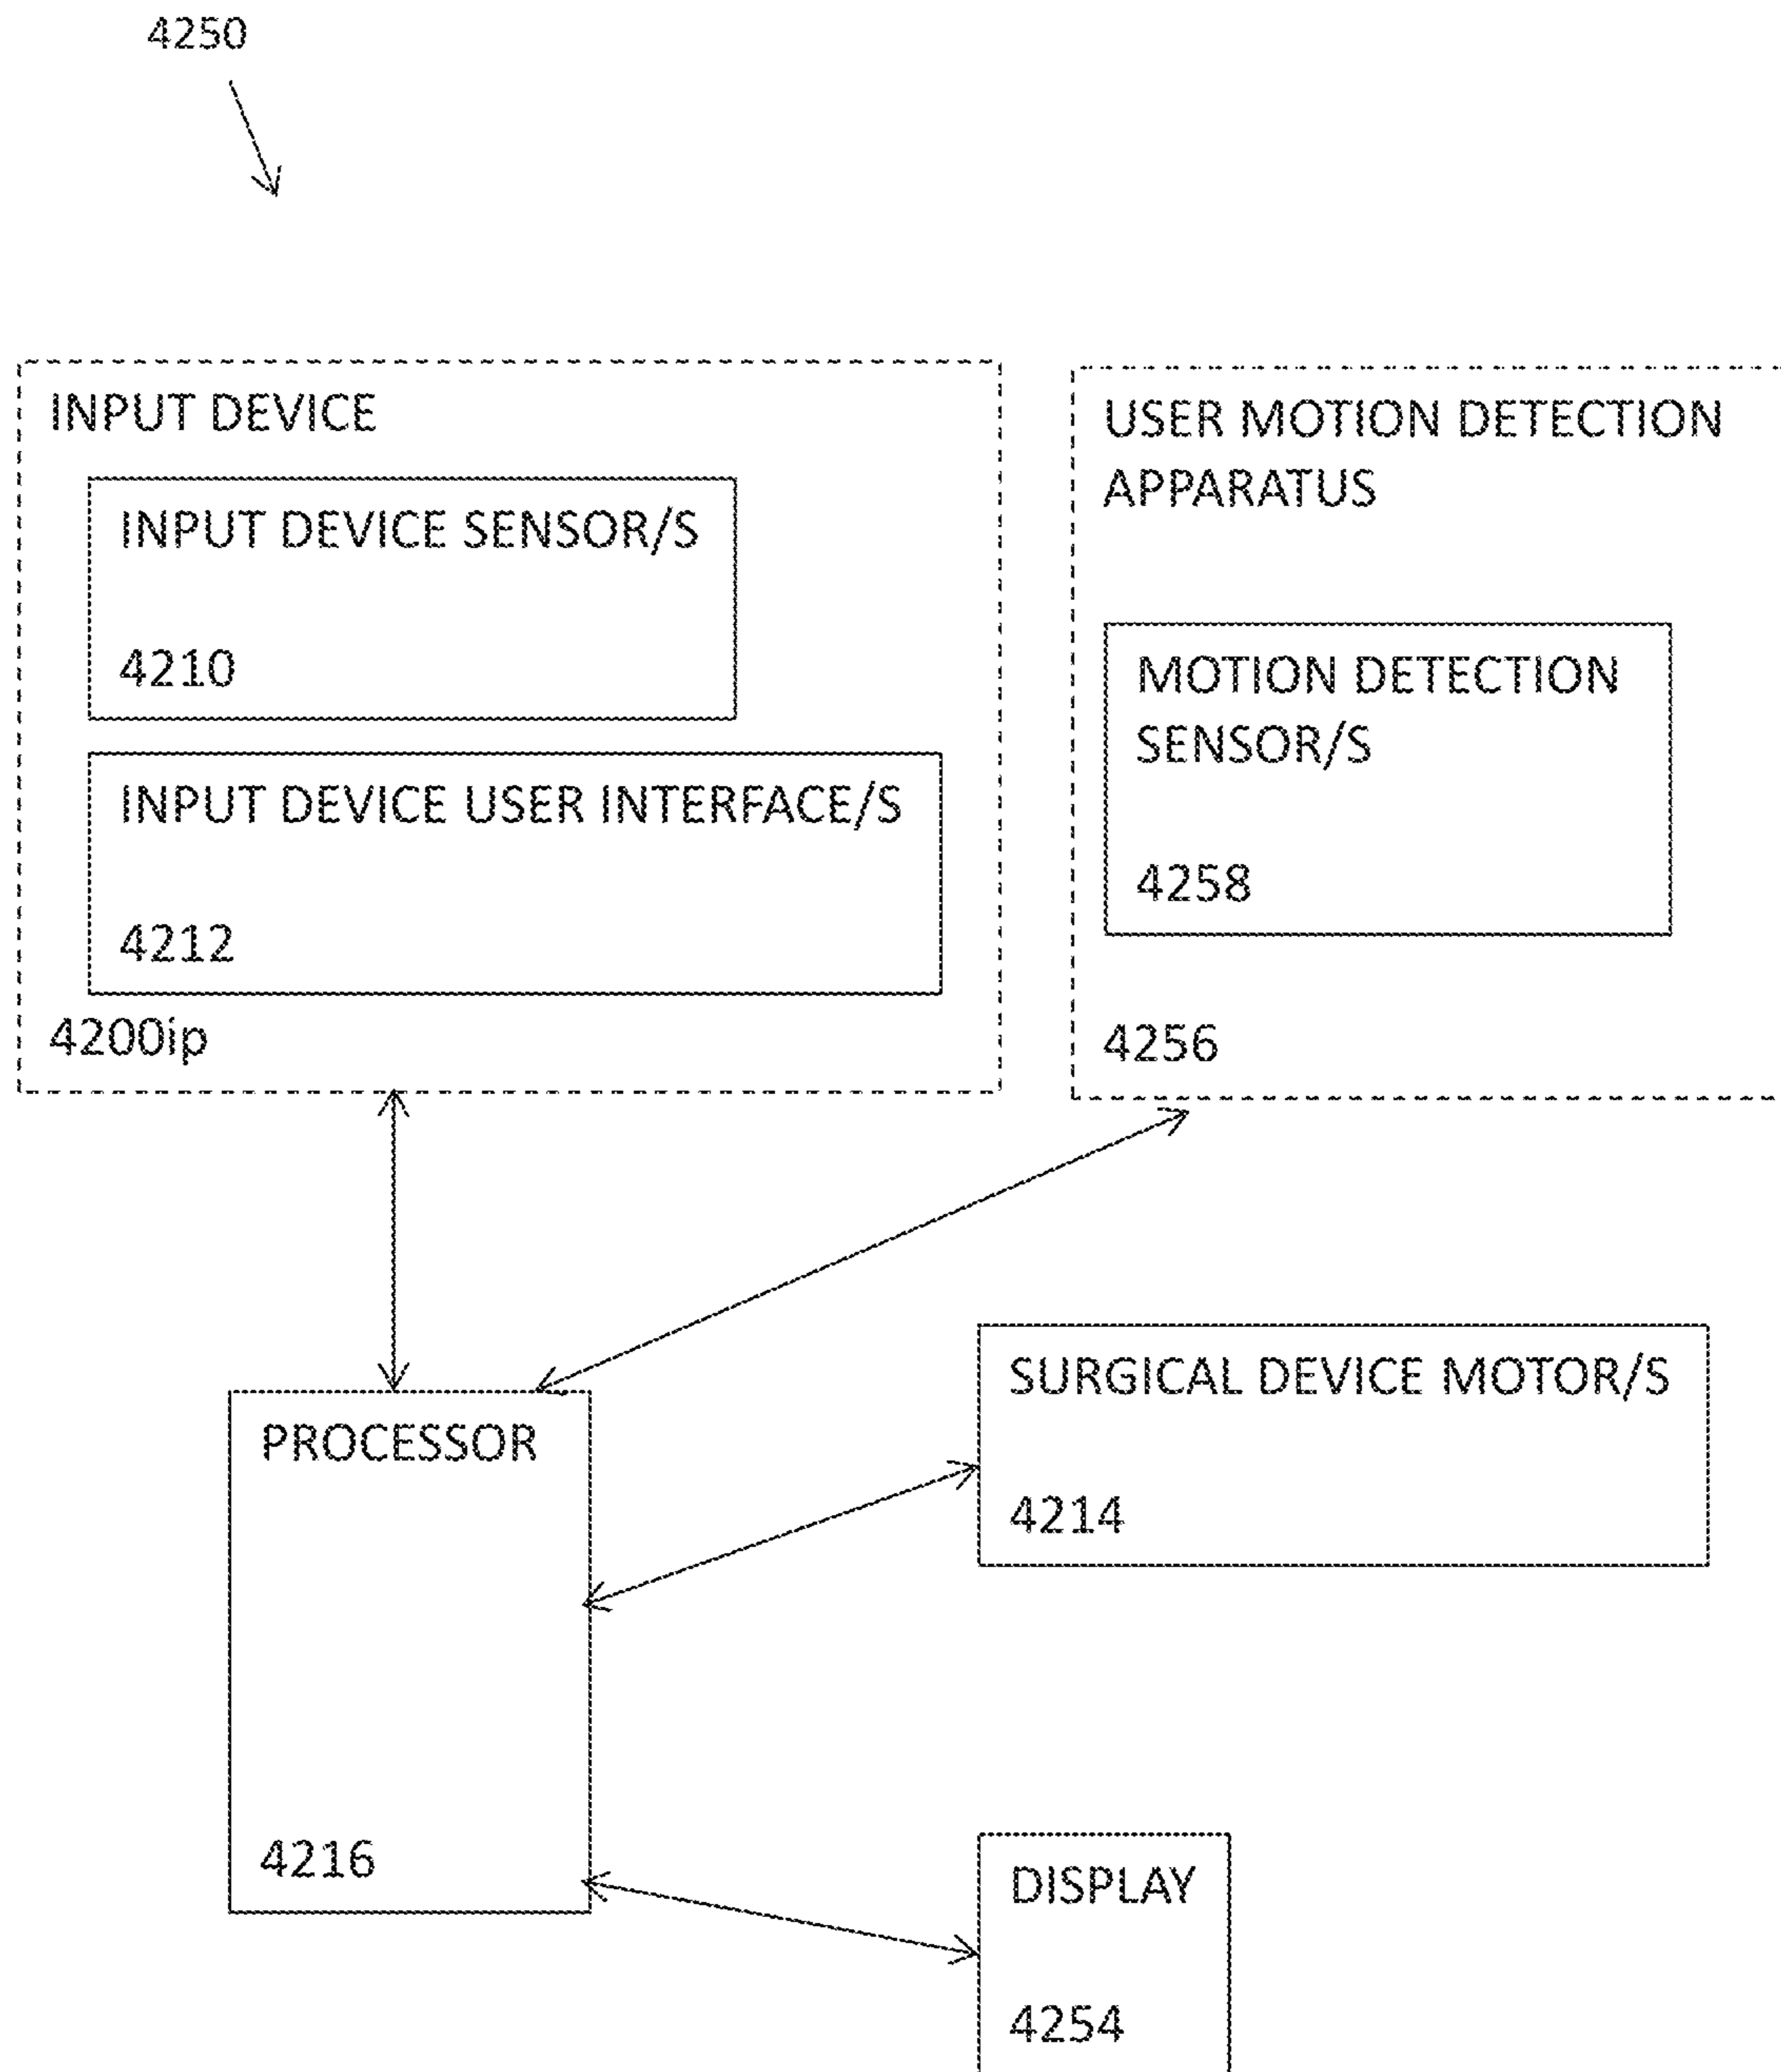 4250
INPUT DEVICE
INPUT DEVICE SENSOR/S
4210
INPUT DEVICE USER INTERFACE/S
4212
4200ip
USER MOTION DETECTION
APPARATUS
MOTION DETECTION
SENSOR/S
4258
4256
PROCESSOR
4216
SURGICAL DEVICE MOTOR/S
4214
DISPLAY
4254